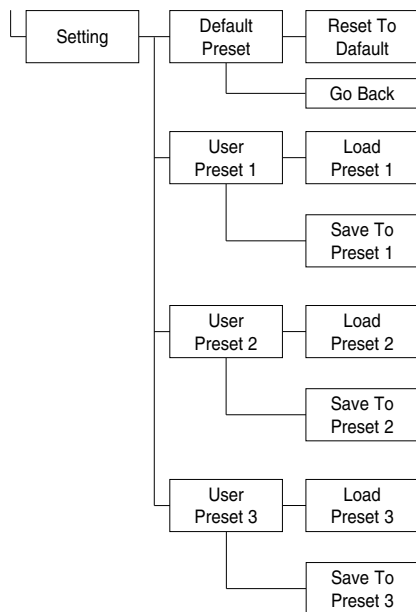 Setting
Default
Preset
Reset To
Dafault
Go Back
User
Preset 1
Load
Preset 1
Save To
Preset 1
User
Preset 2
Load
Preset 2
Save To
Preset 2
User
Preset 3
Load
Preset 3
Save To
Preset 3